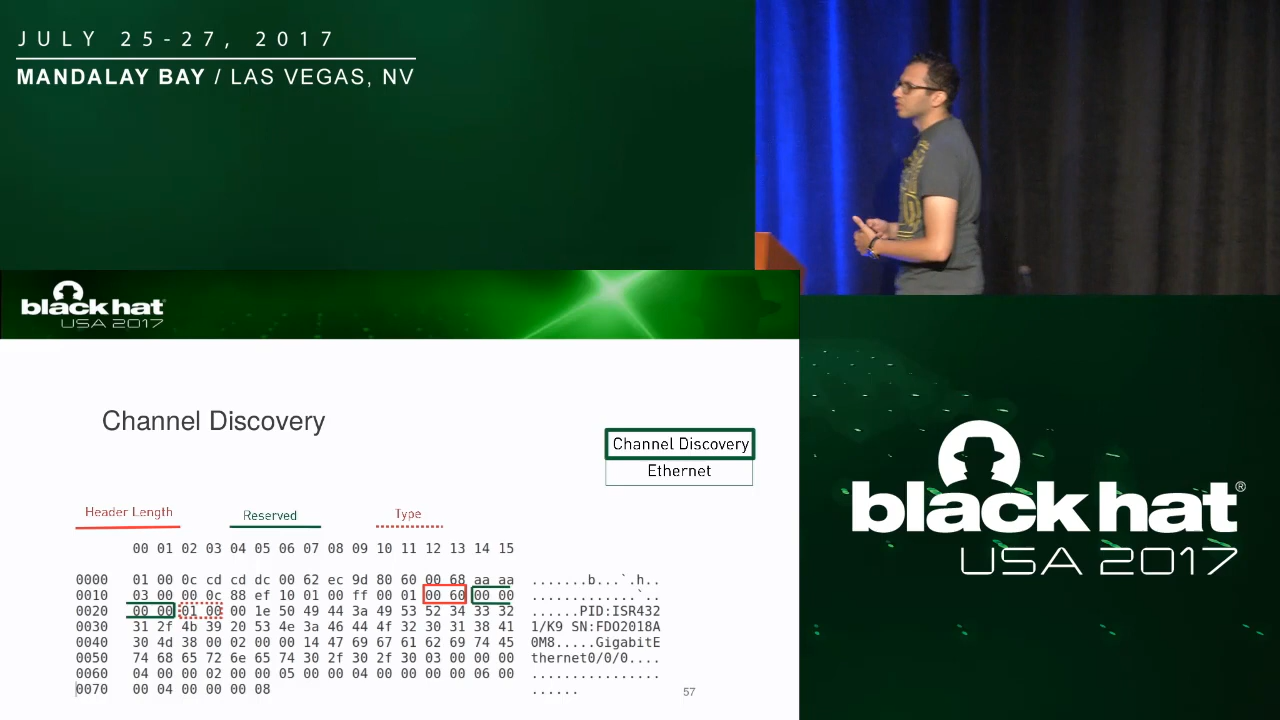 JULY 25-27, 2017
MANDALAY BAY / LAS VEGAS, NV
black hat
USA 2017
Channel Discovery
Channel Discovery
Ethernet
Header Length
Reserved
Type
00 01 02 03 04 05 06 07 08 09 10 11 12 13 14 15
0000 01 00 0c cd cd dc 00 62 ec 9d 80 60 00 68 aa aa .......b...`.h..
0010 03 00 00 0c 88 ef 10 01 00 ff 00 01 00 60 00 00 .............`..
0020 00 00 01 00 00 1e 50 49 44 3a 49 53 52 34 33 32 ......PID:ISR432
0030 31 2f 4b 39 20 53 4e 3a 46 44 4f 32 30 31 38 41 1/K9 SN:FDO2018A
0040 30 4d 38 00 02 00 00 14 47 69 67 61 62 69 74 45 0M8.....GigabitE
0050 74 68 65 72 6e 65 74 30 2f 30 2f 30 03 00 00 00 thernet0/0/0....
0060 04 00 00 02 00 00 05 00 00 04 00 00 00 00 06 00 ................
0070 00 04 00 00 00 08 ......
57
black hat®
USA 2017